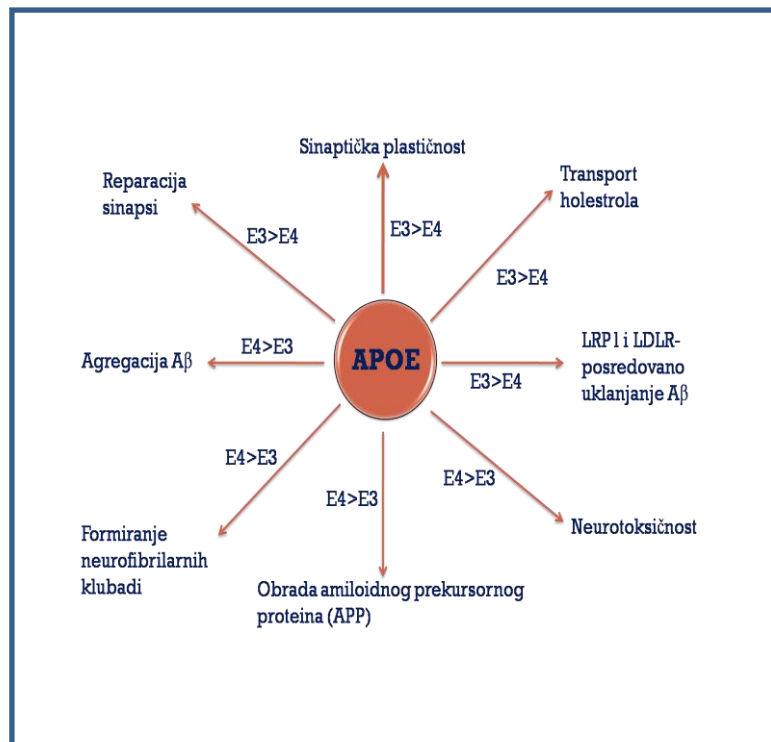 Sinaptička plastičnost
Reparacija
sinapsi
Transport
holestrola
E3>E4
E3>E4
E3>E4
Agregacija Aβ
E4>E3
APOE
E3>E4
LRP1 i LDLR-
posredovano
uklanjanje Aβ
E4>E3
E4>E3
E4>E3
Formiranje
neurofibrilarnih
klubadi
Obrada amiloidnog prekursornog
proteina (APP)
Neurotoksičnost